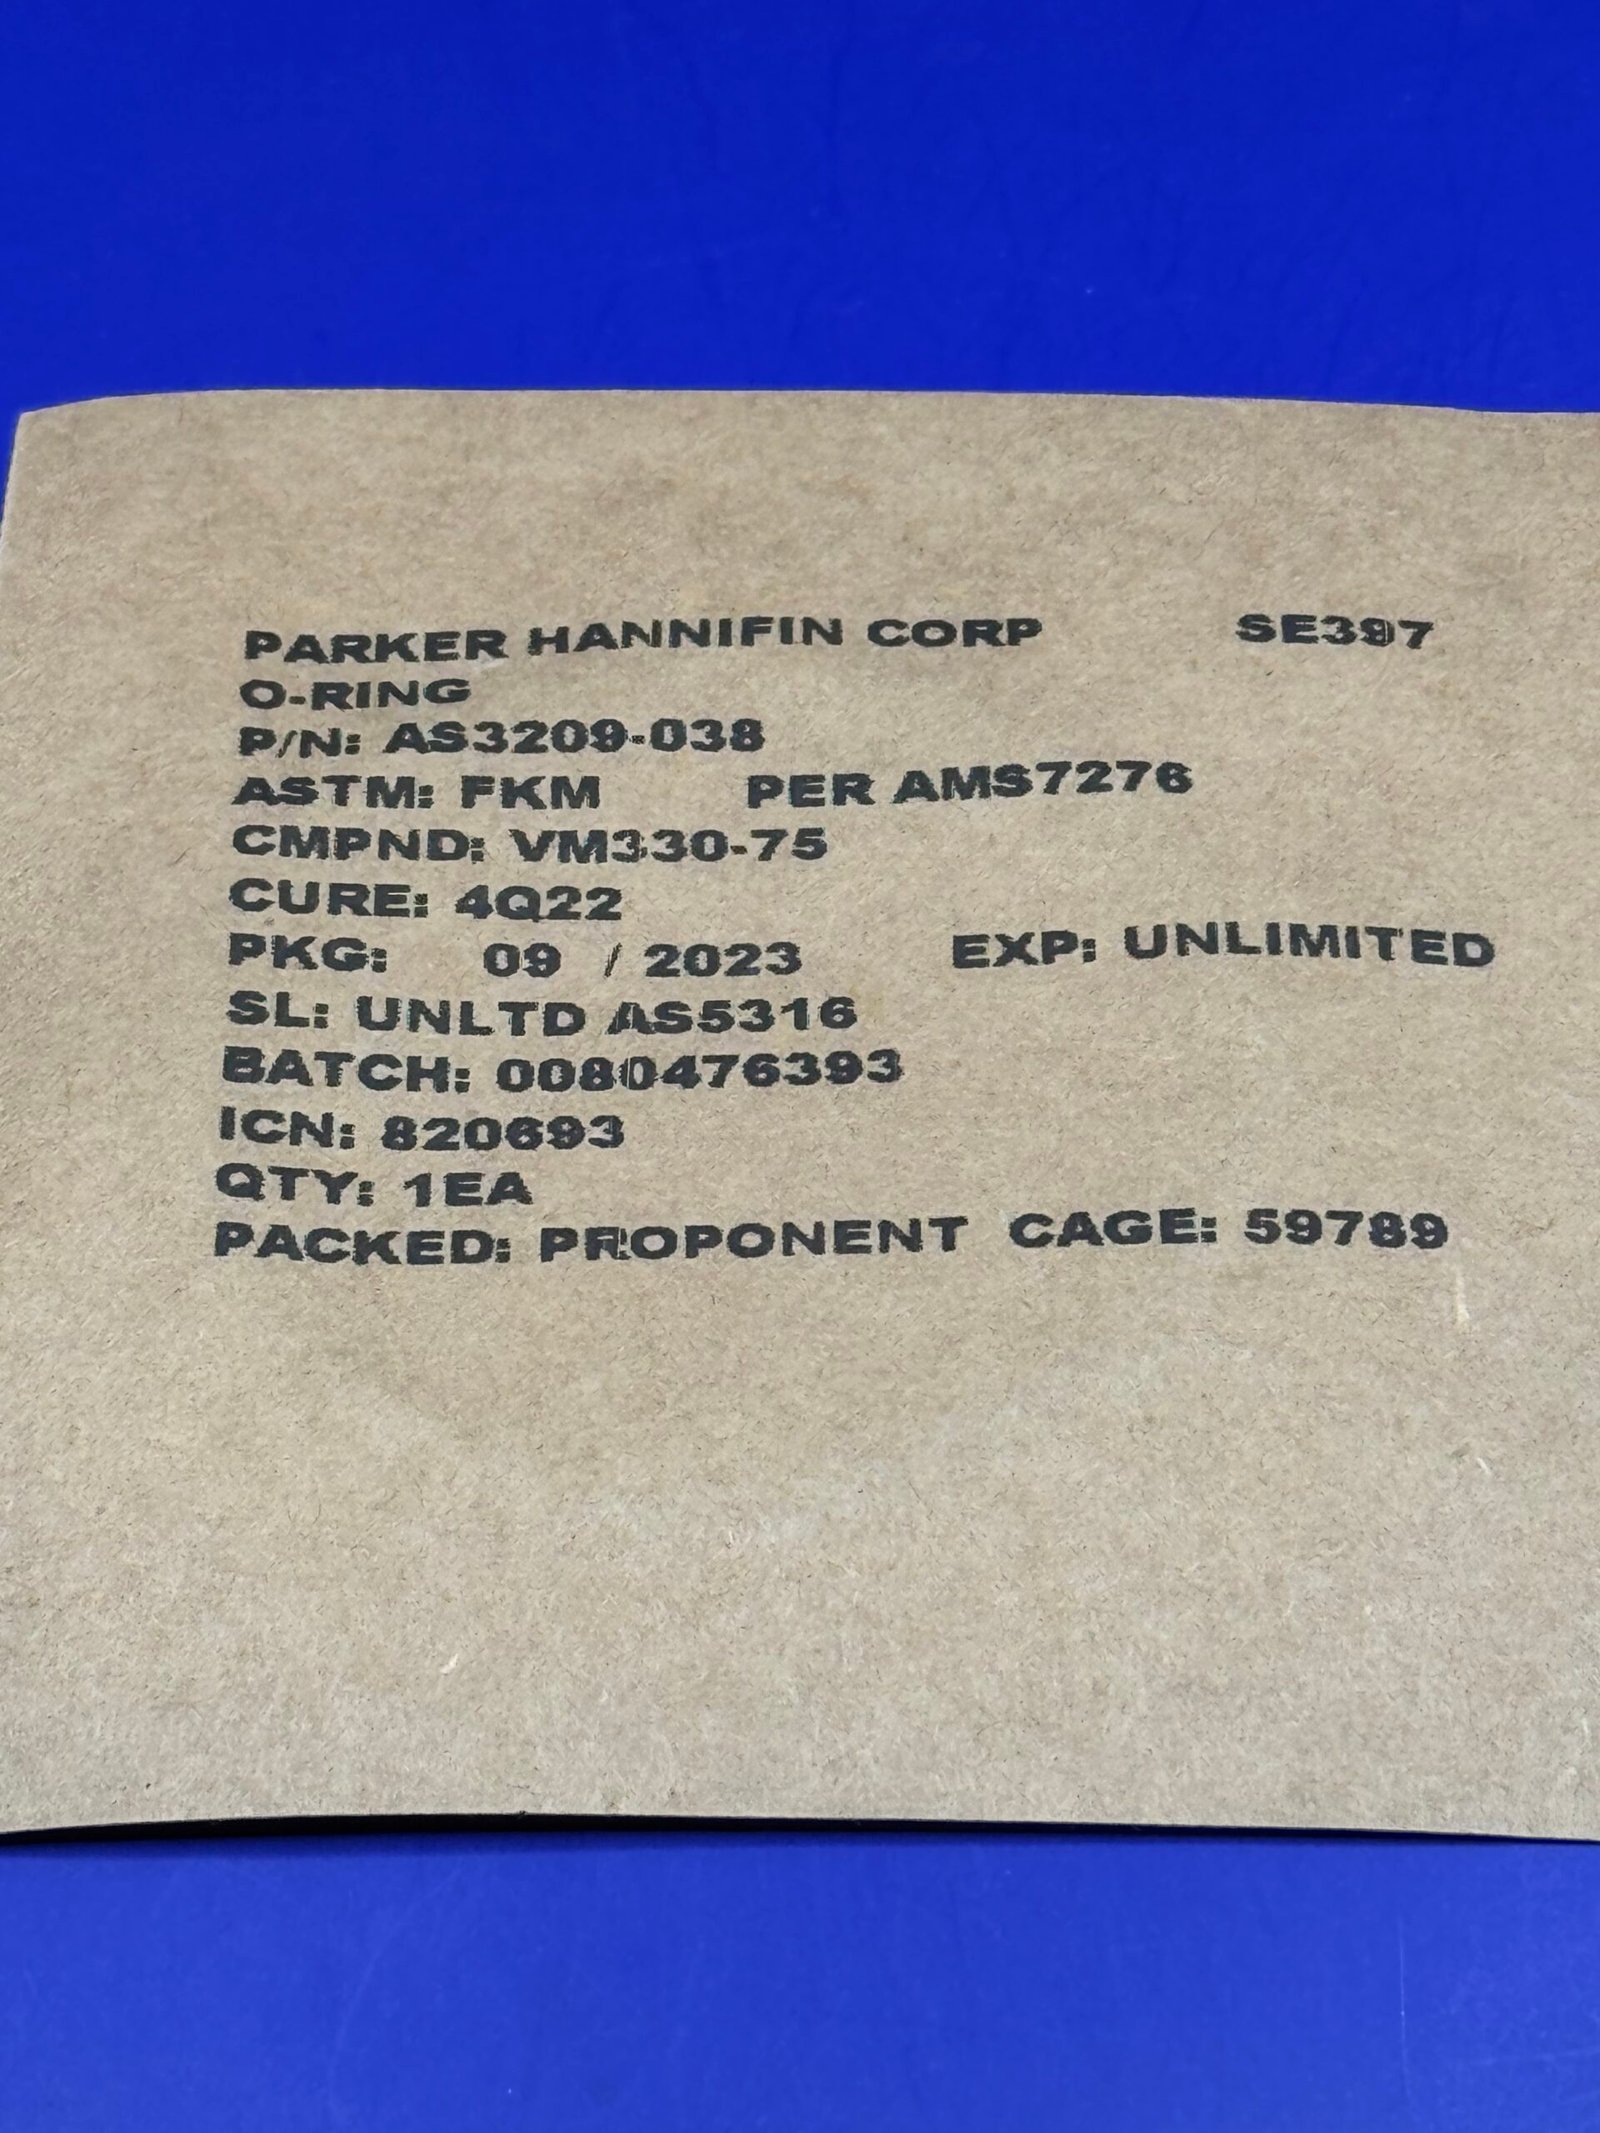 PARKER HANNIFIN CORP SE397
O-RING
P/N: AS3209-038
ASTM: FKM PER AMS7276
CMPND: VM330-75
CURE: 4Q22
PKG: 09 / 2023 EXP: UNLIMITED
SL: UNLTD AS5316
BATCH: 0080476393
ICN: 820693
QTY: 1EA
PACKED: PROPONENT CAGE: 59789